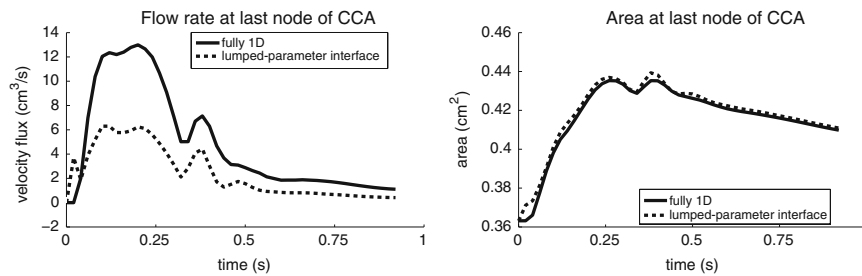 Flow rate at last node of CCA
velocity flux (cm³/s)
14
12
10
8
6
4
2
0
−2
fully 1D
lumped-parameter interface
0
0.25
0.5
0.75
1
time (s)
Area at last node of CCA
area (cm²)
0.44
0.42
0.4
0.38
0.36
fully 1D
lumped-parameter interface
0
0.25
0.5
0.75
time (s)